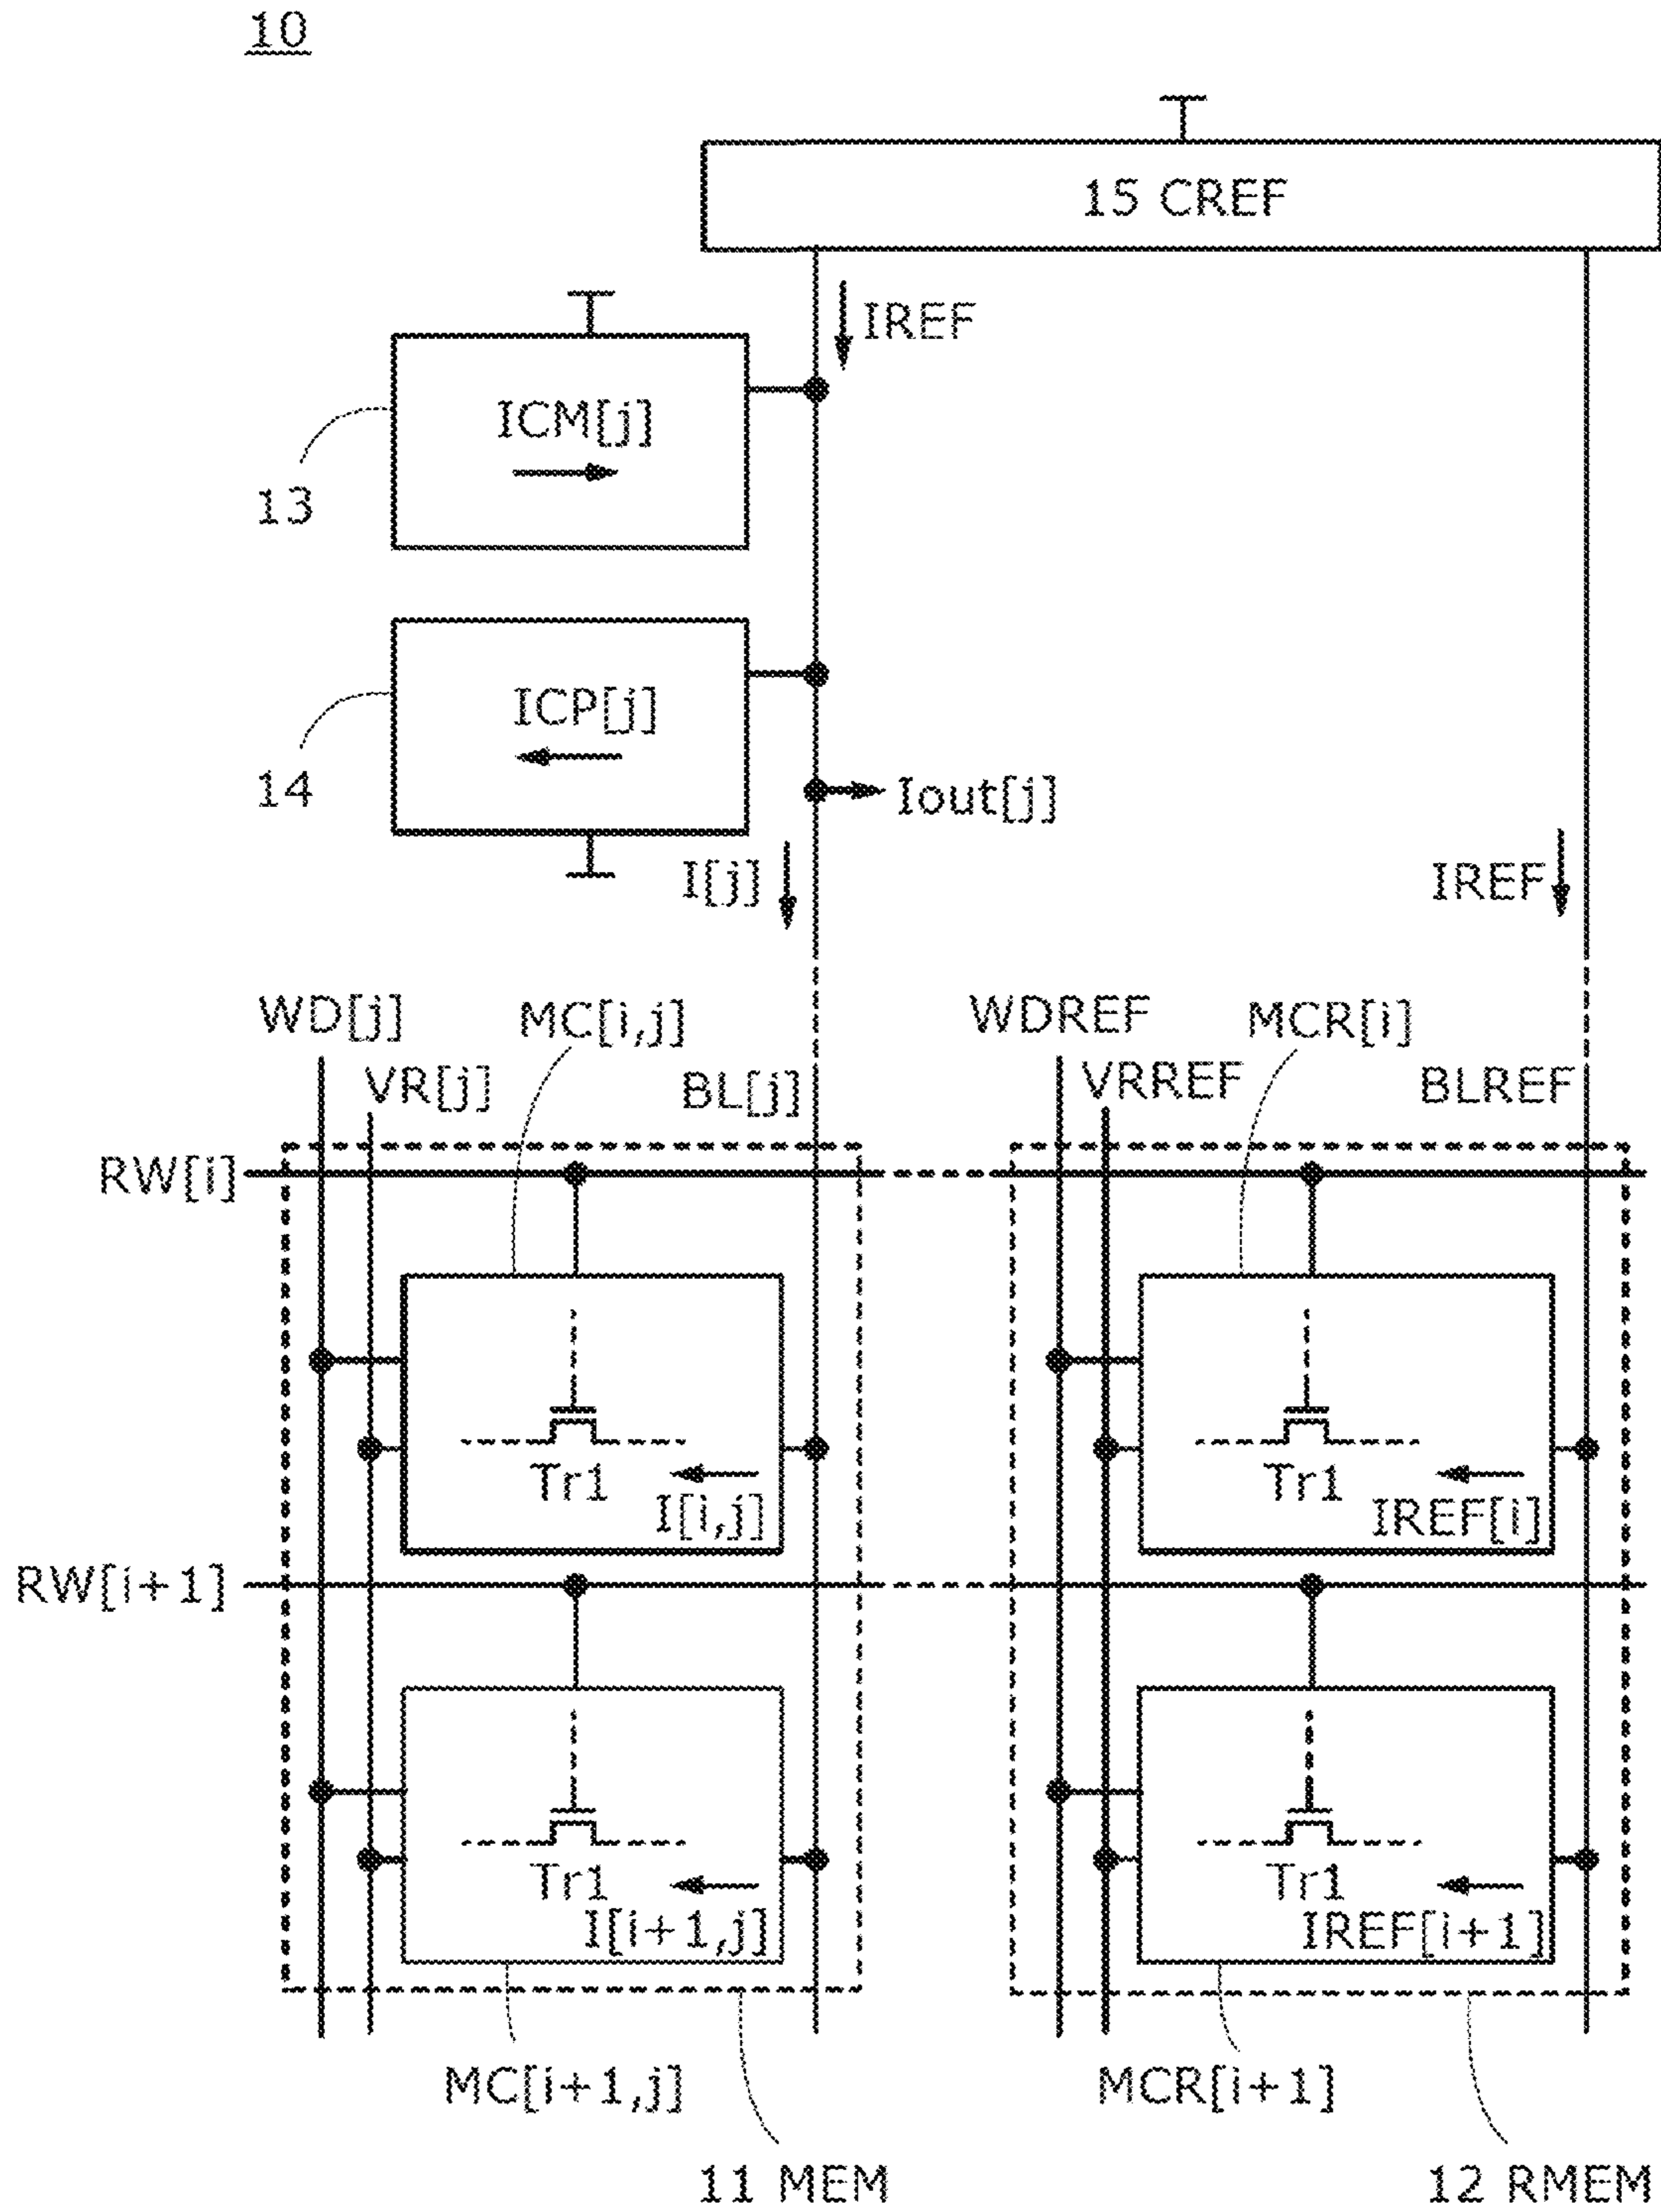 10
15 CREF
IREF
ICM[j]
13
ICP[j]
14
Iout[j]
I[j]
IREF
WD[j]
MC[i,j]
WDREF
MCR[i]
VR[j]
BL[j]
VRREF
BLREF
RW[i]
Tr1
I[i,j]
Tr1
IREF[i]
RW[i+1]
Tr1
I[i+1,j]
Tr1
IREF[i+1]
MC[i+1,j]
MCR[i+1]
11 MEM
12 RMEM